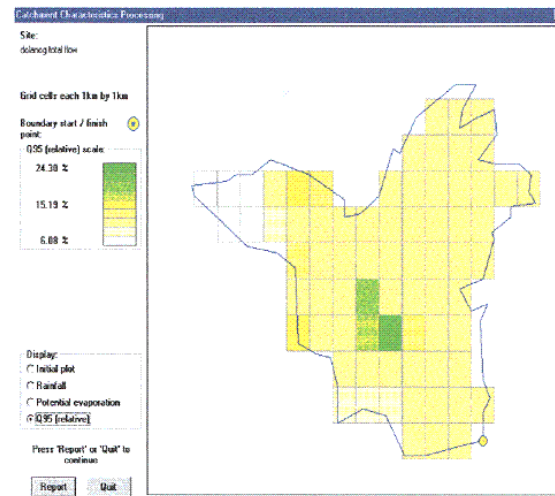 Catchment Characteristics Processing
Site:
dolanog total flow
Grid cells each 1km by 1km
Boundary start / finish
point:
Q95 (relative) scale:
24.30 %
15.19 %
6.08 %
Display:
Initial plot
Rainfall
Potential evaporation
Q95 (relative)
Press 'Report' or 'Quit' to
continue
Report
Quit